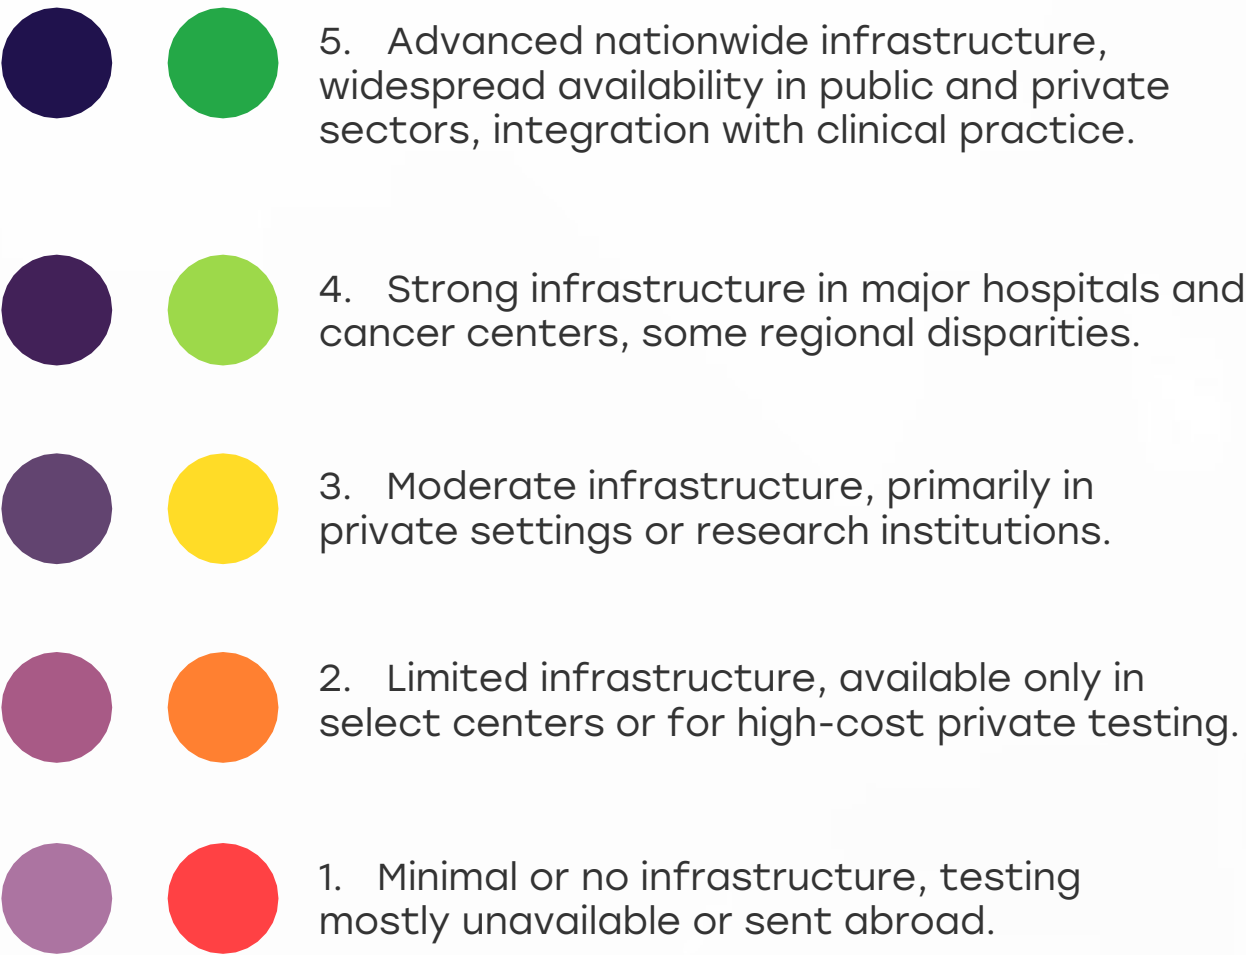 5. Advanced nationwide infrastructure,
widespread availability in public and private
sectors, integration with clinical practice.
4. Strong infrastructure in major hospitals and
cancer centers, some regional disparities.
3. Moderate infrastructure, primarily in
private settings or research institutions.
2. Limited infrastructure, available only in
select centers or for high-cost private testing.
1. Minimal or no infrastructure, testing
mostly unavailable or sent abroad.